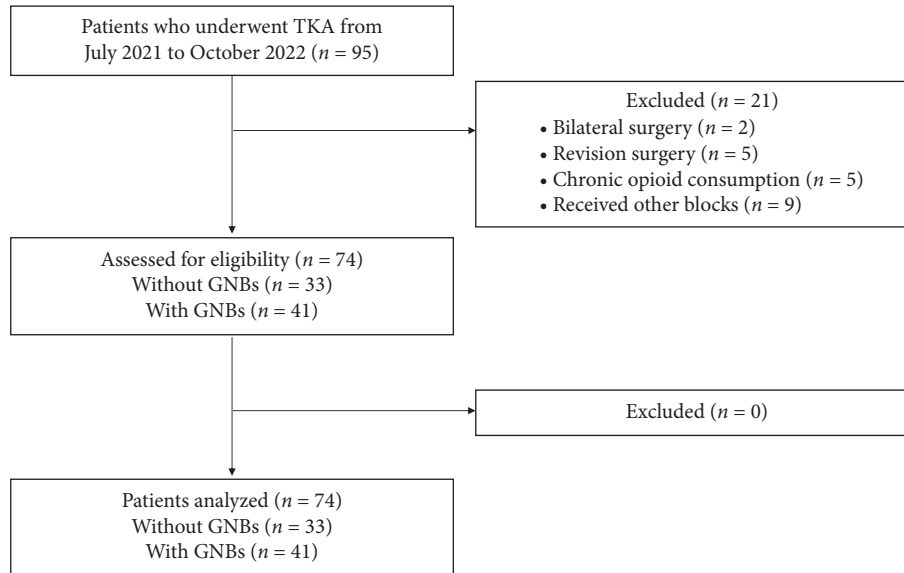 Patients who underwent TKA from
July 2021 to October 2022 (n = 95)
Excluded (n = 21)
• Bilateral surgery (n = 2)
• Revision surgery (n = 5)
• Chronic opioid consumption (n = 5)
• Received other blocks (n = 9)
Assessed for eligibility (n = 74)
Without GNBs (n = 33)
With GNBs (n = 41)
Excluded (n = 0)
Patients analyzed (n = 74)
Without GNBs (n = 33)
With GNBs (n = 41)